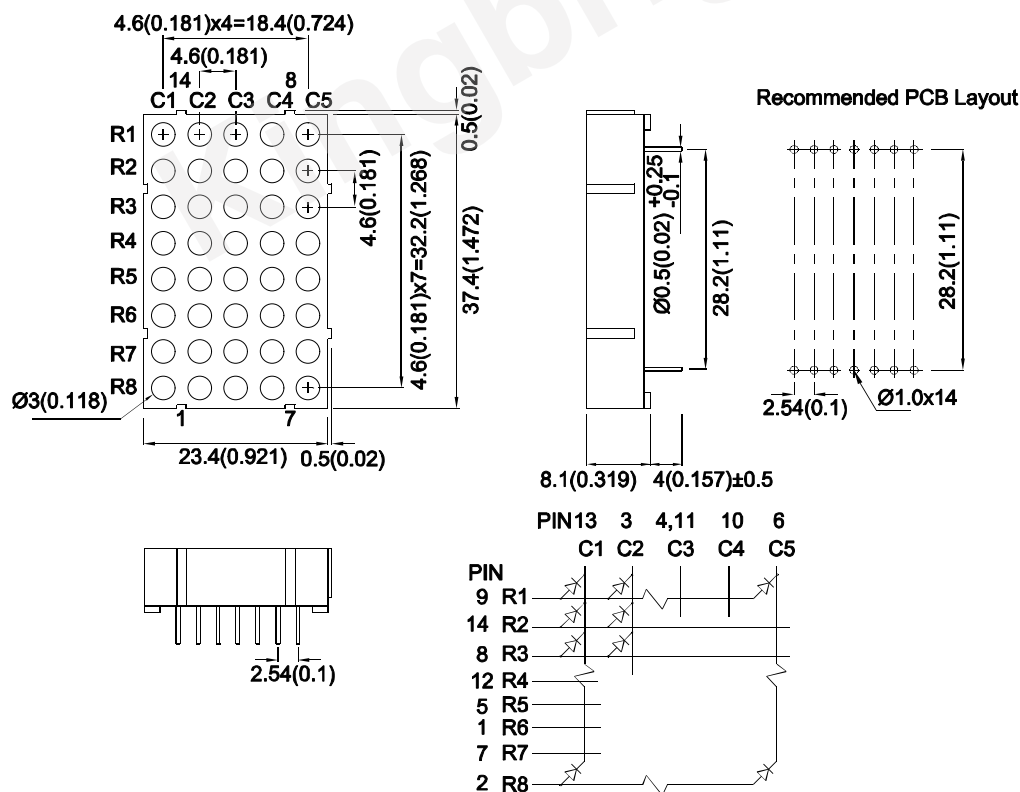 4.6(0.181)x4=18.4(0.724)
4.6(0.181)
14 8
C1 C2 C3 C4 C5
R1
R2
R3
R4
R5
R6
R7
R8
Ø3(0.118)
1 7
23.4(0.921) 0.5(0.02)
4.6(0.181)
4.6(0.181)x7=32.2(1.268)
0.5(0.02)
37.4(1.472)
Ø0.5(0.02) +0.25 -0.1
28.2(1.11)
8.1(0.319) 4(0.157)±0.5
Recommended PCB Layout
28.2(1.11)
2.54(0.1) Ø1.0x14
2.54(0.1)
PIN13 3 4,11 10 6
C1 C2 C3 C4 C5
PIN
9 R1
14 R2
8 R3
12 R4
5 R5
1 R6
7 R7
2 R8